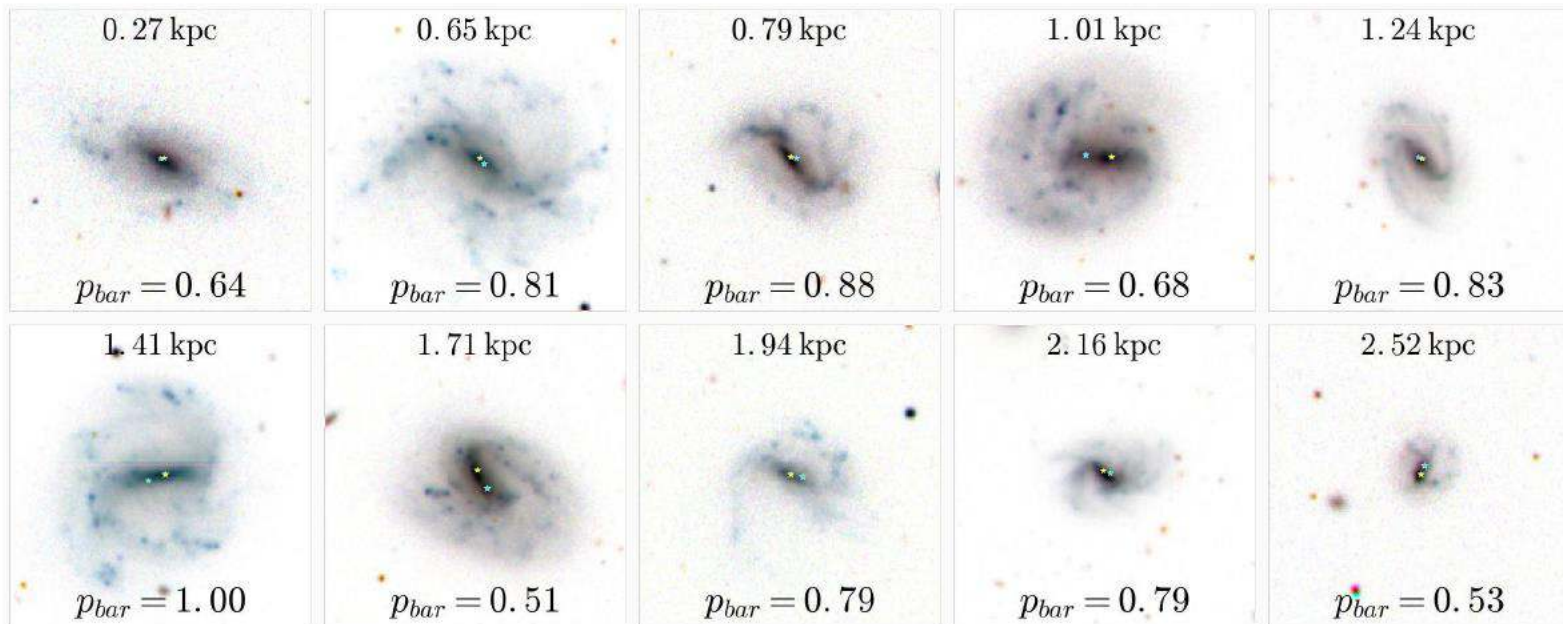 0.27 kpc
0.65 kpc
0.79 kpc
1.01 kpc
1.24 kpc
p_bar = 0.64
p_bar = 0.81
p_bar = 0.88
p_bar = 0.68
p_bar = 0.83
1.41 kpc
1.71 kpc
1.94 kpc
2.16 kpc
2.52 kpc
p_bar = 1.00
p_bar = 0.51
p_bar = 0.79
p_bar = 0.79
p_bar = 0.53